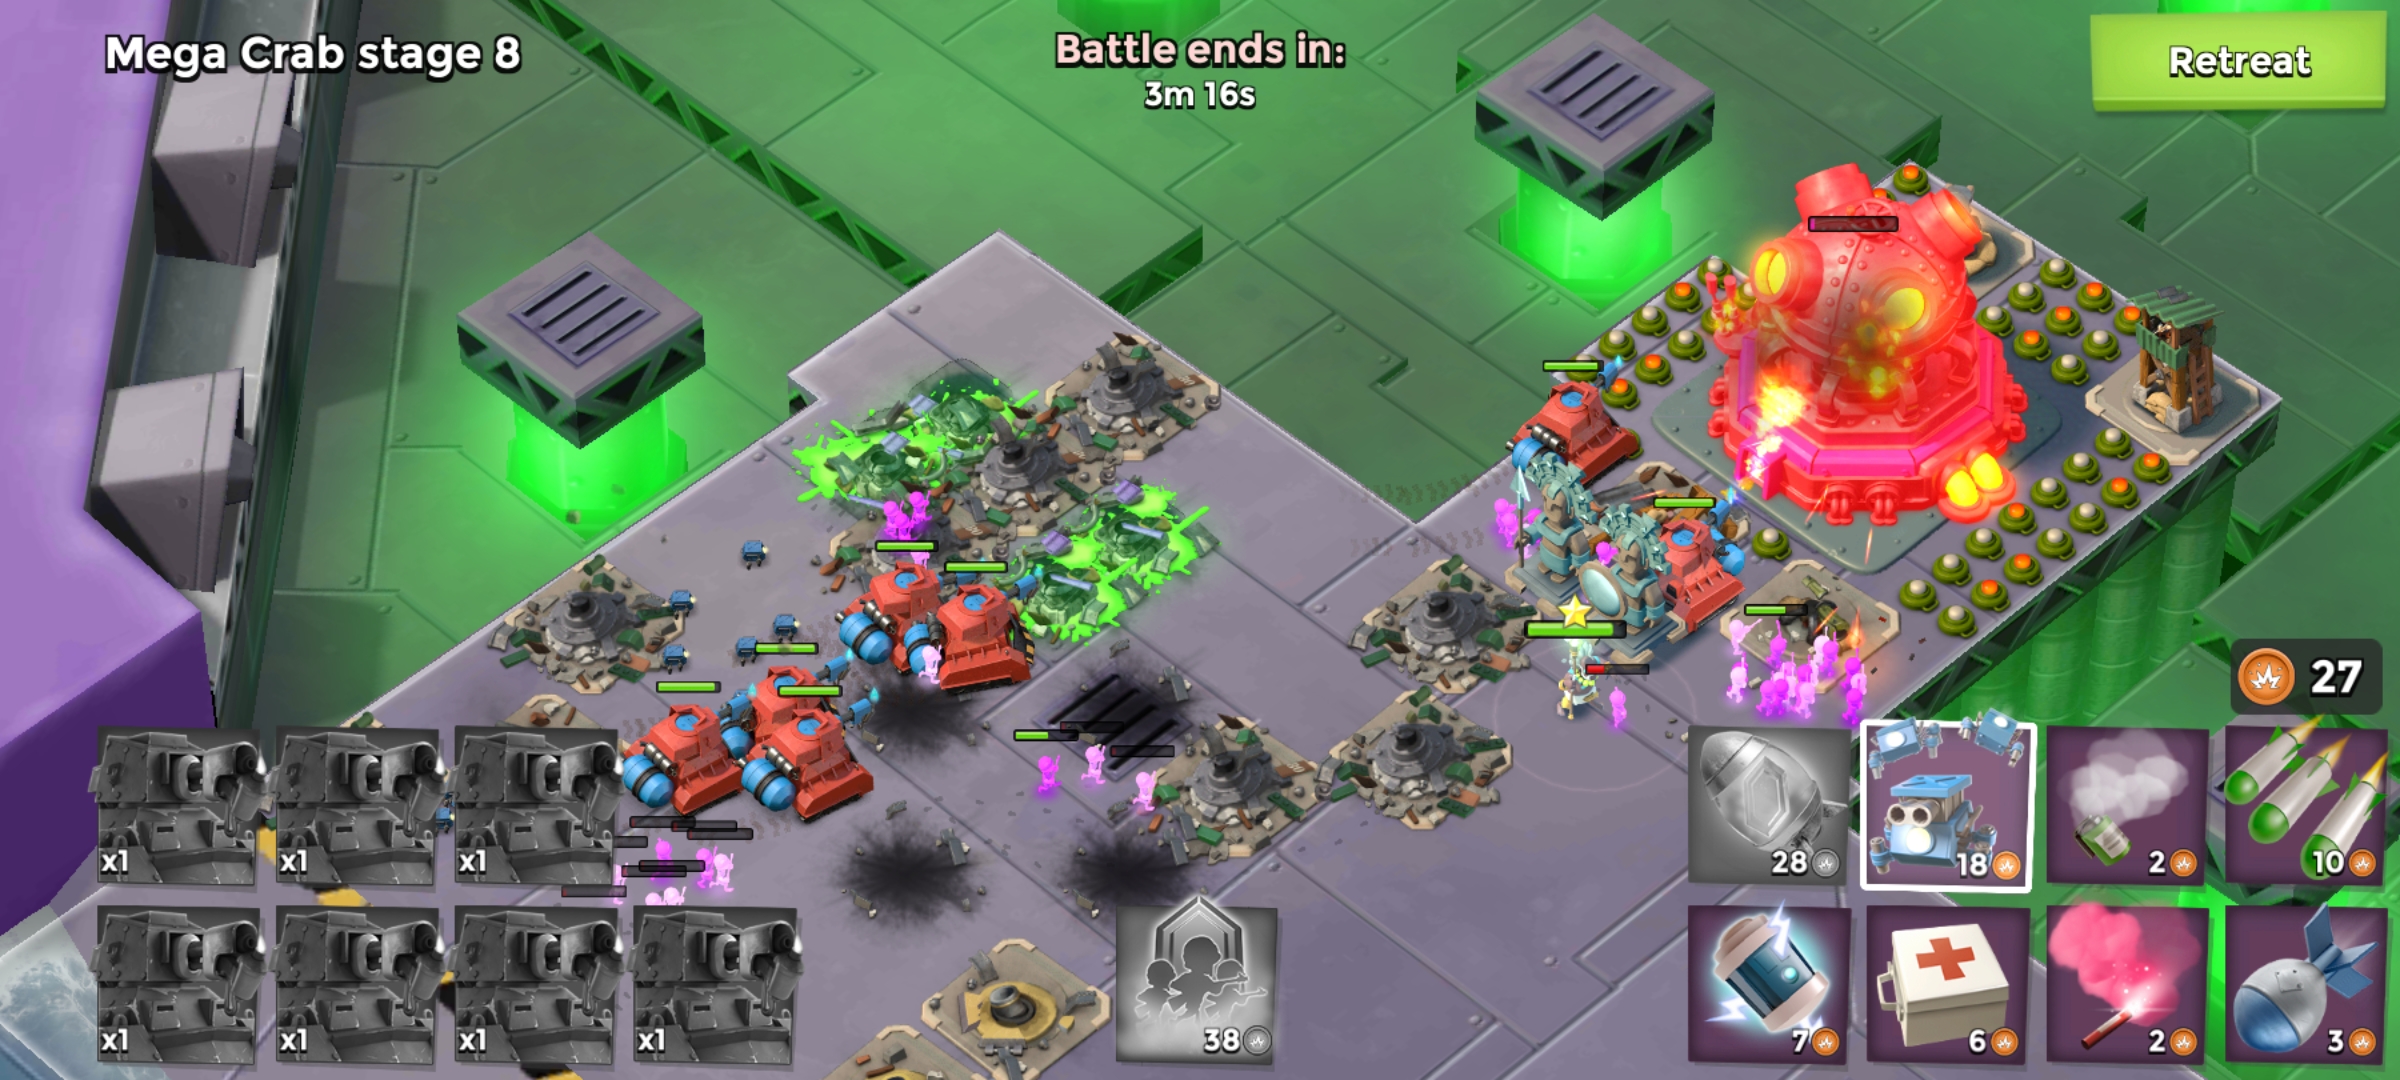 Mega Crab stage 8
Battle ends in:
3m 16s
Retreat
27
x1
x1
x1
28
18
2
10
x1
x1
x1
x1
38
7
6
2
3